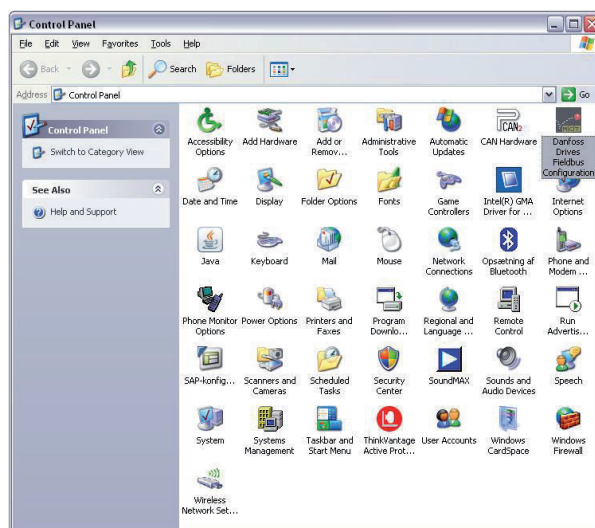 Control Panel
File Edit View Favorites Tools Help
Back Search Folders
Address Control Panel Go
Control Panel
Switch to Category View
See Also
Help and Support
Accessibility Options
Add Hardware
Add or Remov...
Administrative Tools
Automatic Updates
CAN Hardware
Danfoss Drives Fieldbus Configuration
Date and Time
Display
Folder Options
Fonts
Game Controllers
Intel(R) GMA Driver for ...
Internet Options
Java
Keyboard
Mail
Mouse
Network Connections
Opsætning af Bluetooth
Phone and Modem ...
Phone Monitor Options
Power Options
Printers and Faxes
Program Downlo...
Regional and Language ...
Remote Control
Run Advertis...
SAP-konfig...
Scanners and Cameras
Scheduled Tasks
Security Center
SoundMAX
Sounds and Audio Devices
Speech
System
Systems Management
Taskbar and Start Menu
ThinkVantage Active Prot...
User Accounts
Windows CardSpace
Windows Firewall
Wireless Network Set...